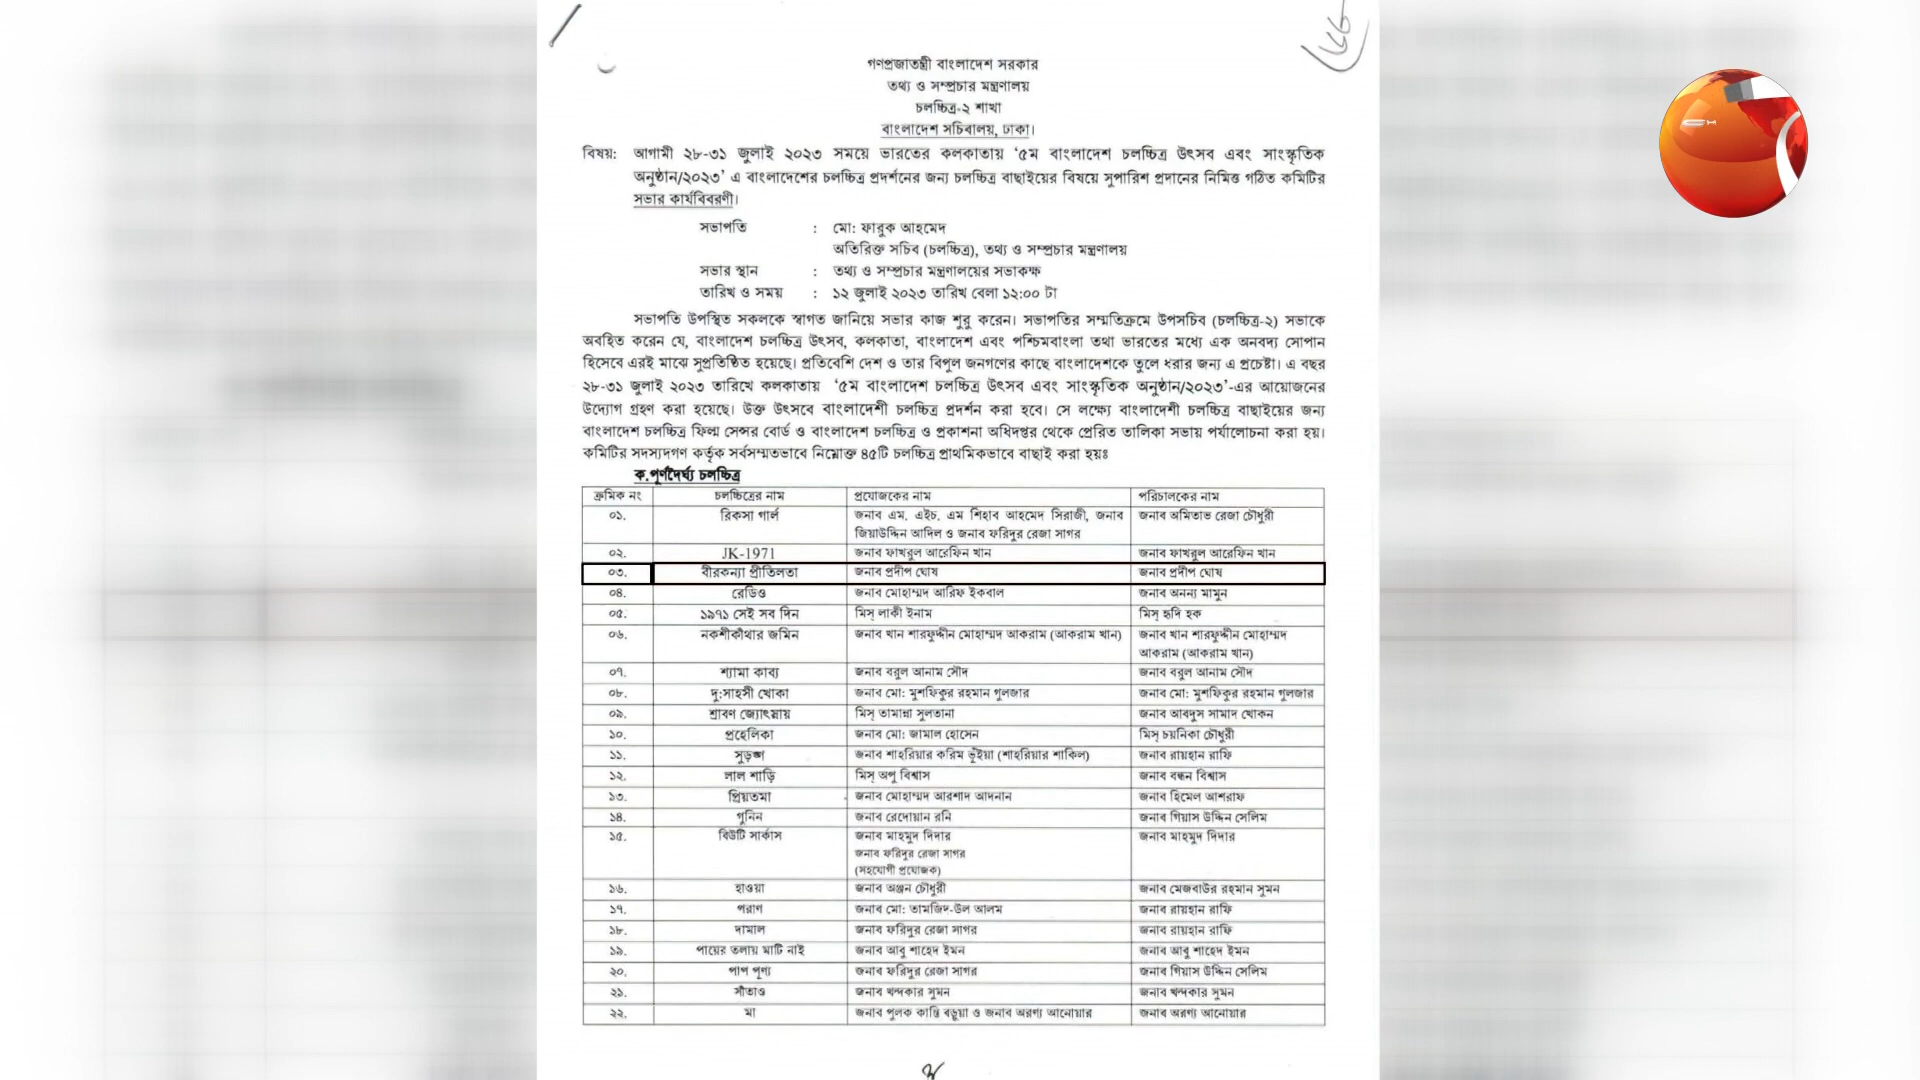 গণপ্রজাতন্ত্রী বাংলাদেশ সরকার
তথ্য ও সম্প্রচার মন্ত্রণালয়
চলচ্চিত্র-২ শাখা
বাংলাদেশ সচিবালয়, ঢাকা।
বিষয়: আগামী ২৮-৩১ জুলাই ২০২৩ সময়ে ভারতের কলকাতায় ‘৫ম বাংলাদেশ চলচ্চিত্র উৎসব এবং সাংস্কৃতিক
অনুষ্ঠান/২০২৩’ এ বাংলাদেশের চলচ্চিত্র প্রদর্শনের জন্য চলচ্চিত্র বাছাইয়ের বিষয়ে সুপারিশ প্রদানের নিমিত্ত গঠিত কমিটির
সভার কার্যবিবরণী।
সভাপতি : মো: ফারুক আহমেদ
অতিরিক্ত সচিব (চলচ্চিত্র), তথ্য ও সম্প্রচার মন্ত্রণালয়
সভার স্থান : তথ্য ও সম্প্রচার মন্ত্রণালয়ের সভাকক্ষ
তারিখ ও সময় : ১২ জুলাই ২০২৩ তারিখ বেলা ১২:০০ টা
সভাপতি উপস্থিত সকলকে স্বাগত জানিয়ে সভার কাজ শুরু করেন। সভাপতির সম্মতিক্রমে উপসচিব (চলচ্চিত্র-২) সভাকে
অবহিত করেন যে, বাংলাদেশ চলচ্চিত্র উৎসব, কলকাতা, বাংলাদেশ এবং পশ্চিমবাংলা তথা ভারতের মধ্যে এক অনবদ্য সোপান
হিসেবে এরই মাঝে সুপ্রতিষ্ঠিত হয়েছে। প্রতিবেশি দেশ ও তার বিপুল জনগণের কাছে বাংলাদেশকে তুলে ধরার জন্য এ প্রচেষ্টা। এ বছর
২৮-৩১ জুলাই ২০২৩ তারিখে কলকাতায় ‘৫ম বাংলাদেশ চলচ্চিত্র উৎসব এবং সাংস্কৃতিক অনুষ্ঠান/২০২৩’-এর আয়োজনের
উদ্যোগ গ্রহণ করা হয়েছে। উক্ত উৎসবে বাংলাদেশী চলচ্চিত্র প্রদর্শন করা হবে। সে লক্ষ্যে বাংলাদেশী চলচ্চিত্র বাছাইয়ের জন্য
বাংলাদেশ চলচ্চিত্র ফিল্ম সেন্সর বোর্ড ও বাংলাদেশ চলচ্চিত্র ও প্রকাশনা অধিদপ্তর থেকে প্রেরিত তালিকা সভায় পর্যালোচনা করা হয়।
কমিটির সদস্যদগণ কর্তৃক সর্বসম্মতভাবে নিম্নোক্ত ৪৫টি চলচ্চিত্র প্রাথমিকভাবে বাছাই করা হয়ঃ
ক.পূর্ণদৈর্ঘ্য চলচ্চিত্র
ক্রমিক নং চলচ্চিত্রের নাম প্রযোজকের নাম পরিচালকের নাম
০১. রিকসা গার্ল জনাব এম. এইচ. এম শিহাব আহমেদ সিরাজী, জনাব জনাব অমিতাভ রেজা চৌধুরী
জিয়াউদ্দিন আদিল ও জনাব ফরিদুর রেজা সাগর
০২. JK-1971 জনাব ফাখরুল আরেফিন খান জনাব ফাখরুল আরেফিন খান
০৩. বীরকন্যা প্রীতিলতা জনাব প্রদীপ ঘোষ জনাব প্রদীপ ঘোষ
০৪. রেডিও জনাব মোহাম্মদ আরিফ ইকবাল জনাব অনন্য মামুন
০৫. ১৯৭১ সেই সব দিন মিস্ লাকী ইনাম মিস্ হৃদি হক
০৬. নকশীকাঁথার জমিন জনাব খান শারফুদ্দীন মোহাম্মদ আকরাম (আকরাম খান) জনাব খান শারফুদ্দীন মোহাম্মদ
আকরাম (আকরাম খান)
০৭. শ্যামা কাব্য জনাব বরুল আনাম সৌদ জনাব বরুল আনাম সৌদ
০৮. দু:সাহসী খোকা জনাব মো: মুশফিকুর রহমান গুলজার জনাব মো: মুশফিকুর রহমান গুলজার
০৯. শ্রাবণ জ্যোৎস্নায় মিস্ তামান্না সুলতানা জনাব আবদুস সামাদ খোকন
১০. প্রহেলিকা জনাব মো: জামাল হোসেন মিস্ চয়নিকা চৌধুরী
১১. সুড়ঙ্গ জনাব শাহরিয়ার করিম ভূঁইয়া (শাহরিয়ার শাকিল) জনাব রায়হান রাফি
১২. লাল শাড়ি মিস্ অপু বিশ্বাস জনাব বন্ধন বিশ্বাস
১৩. প্রিয়তমা জনাব মোহাম্মদ আরশাদ আদনান জনাব হিমেল আশরাফ
১৪. গুনিন জনাব রেদোয়ান রনি জনাব গিয়াস উদ্দিন সেলিম
১৫. বিউটি সার্কাস জনাব মাহমুদ দিদার জনাব মাহমুদ দিদার
জনাব ফরিদুর রেজা সাগর
(সহযোগী প্রযোজক)
১৬. হাওয়া জনাব অঞ্জন চৌধুরী জনাব মেজবাউর রহমান সুমন
১৭. পরাণ জনাব মো: তামজিদ-উল আলম জনাব রায়হান রাফি
১৮. দামাল জনাব ফরিদুর রেজা সাগর জনাব রায়হান রাফি
১৯. পায়ের তলায় মাটি নাই জনাব আবু শাহেদ ইমন জনাব আবু শাহেদ ইমন
২০. পাপ পূণ্য জনাব ফরিদুর রেজা সাগর জনাব গিয়াস উদ্দিন সেলিম
২১. সাঁতাও জনাব খন্দকার সুমন জনাব খন্দকার সুমন
২২. মা জনাব পুলক কান্তি বড়ুয়া ও জনাব অরণ্য আনোয়ার জনাব অরণ্য আনোয়ার